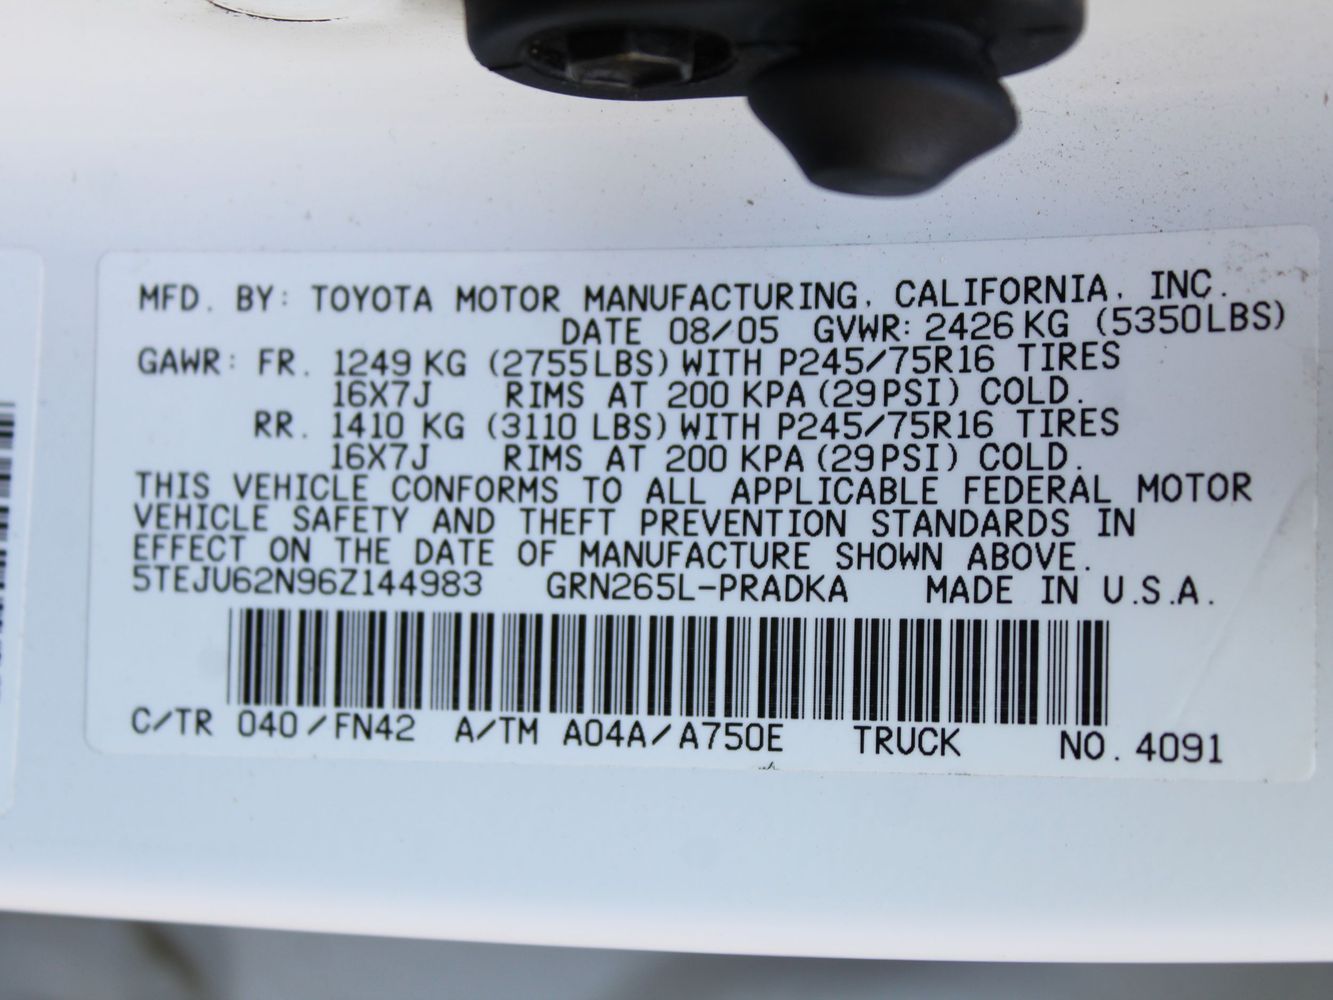 MFD. BY: TOYOTA MOTOR MANUFACTURING, CALIFORNIA, INC.
DATE 08/05 GVWR: 2426 KG (5350LBS)
GAWR: FR. 1249 KG (2755LBS) WITH P245/75R16 TIRES
16X7J RIMS AT 200 KPA (29PSI) COLD.
RR. 1410 KG (3110 LBS) WITH P245/75R16 TIRES
16X7J RIMS AT 200 KPA (29PSI) COLD.
THIS VEHICLE CONFORMS TO ALL APPLICABLE FEDERAL MOTOR
VEHICLE SAFETY AND THEFT PREVENTION STANDARDS IN
EFFECT ON THE DATE OF MANUFACTURE SHOWN ABOVE.
5TEJU62N96Z144983 GRN265L-PRADKA MADE IN U.S.A.
C/TR 040/FN42 A/TM A04A/A750E TRUCK NO. 4091